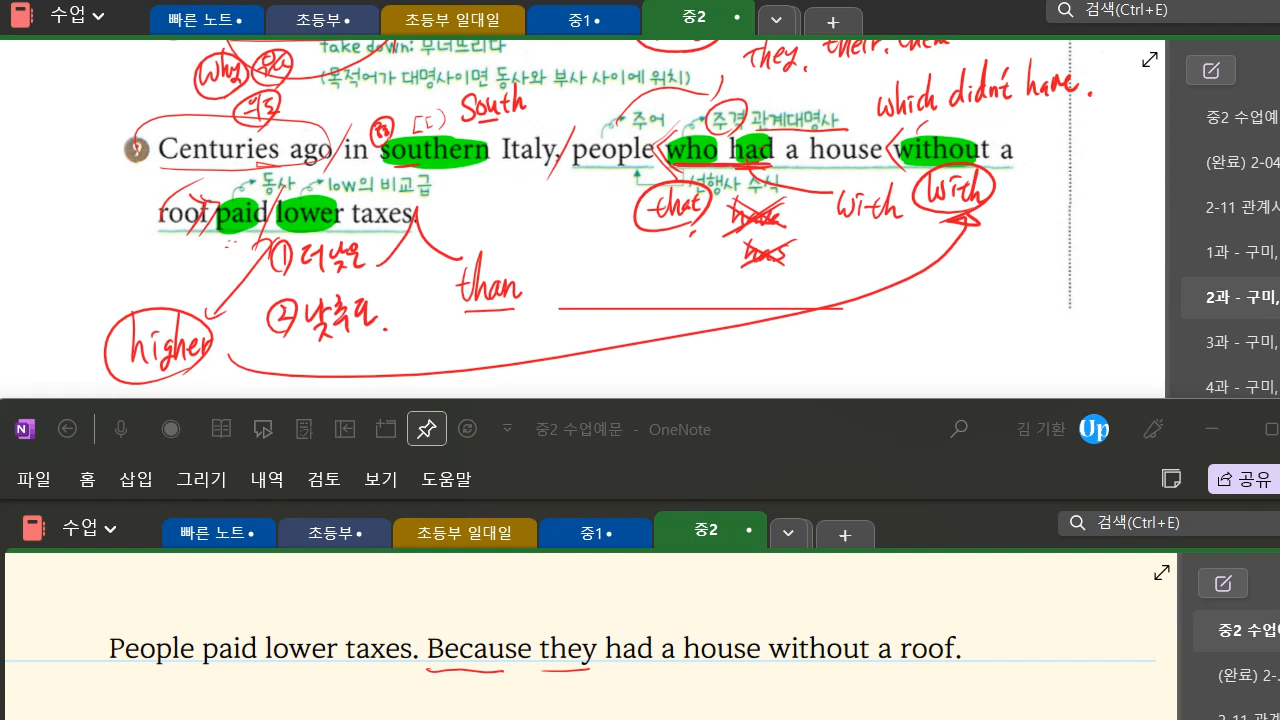 수업
빠른 노트•
초등부•
초등부 일대일
중1•
중2 •
+
검색(Ctrl+E)
take down: 무너뜨리다
they. their. them
Why
(목적어가 대명사이면 동사와 부사 사이에 위치)
의도
South
which didn't have.
주어
주격 관계대명사
9 Centuries ago in southern Italy, people who had a house without a
동사
low의 비교급
선행사 수식
that
with
with
roof paid lower taxes.
have
has
① 더 낮은
than
② 낮추다.
higher
중2 수업예
(완료) 2-04
2-11 관계사
1과 - 구미,
2과 - 구미,
3과 - 구미,
4과 - 구미,
중2 수업예문 - OneNote
김 기환
Up
파일
홈
삽입
그리기
내역
검토
보기
도움말
공유
수업
빠른 노트•
초등부•
초등부 일대일
중1•
중2 •
+
검색(Ctrl+E)
People paid lower taxes. Because they had a house without a roof.
중2 수업예
(완료) 2-.
2-11 관계